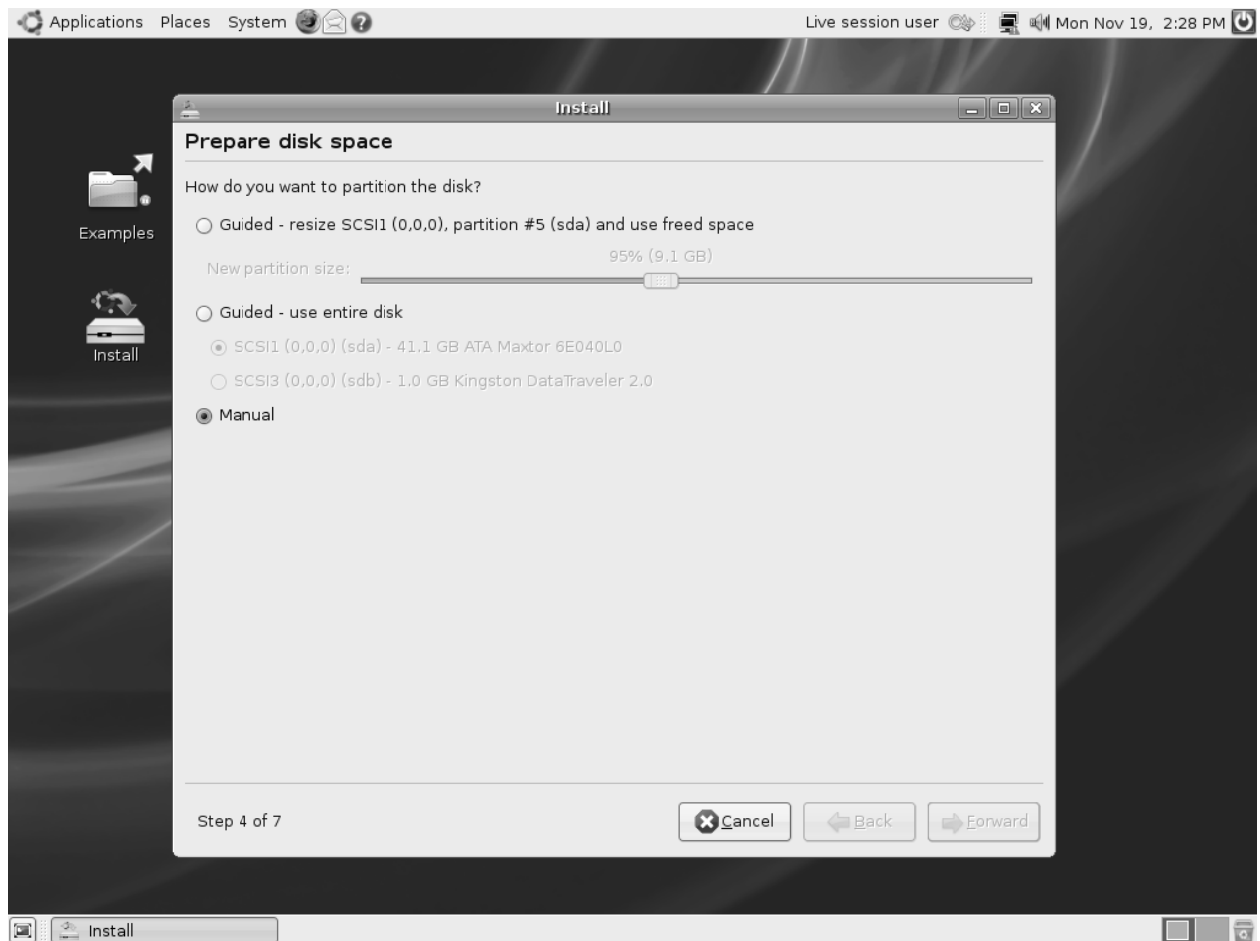 Applications Places System Live session user Mon Nov 19, 2:28 PM
Install
Prepare disk space
How do you want to partition the disk?
Guided - resize SCSI1 (0,0,0), partition #5 (sda) and use freed space
95% (9.1 GB)
New partition size:
Guided - use entire disk
SCSI1 (0,0,0) (sda) - 41.1 GB ATA Maxtor 6E040L0
SCSI3 (0,0,0) (sdb) - 1.0 GB Kingston DataTraveler 2.0
Manual
Examples
Install
Step 4 of 7
Cancel
Back
Forward
Install